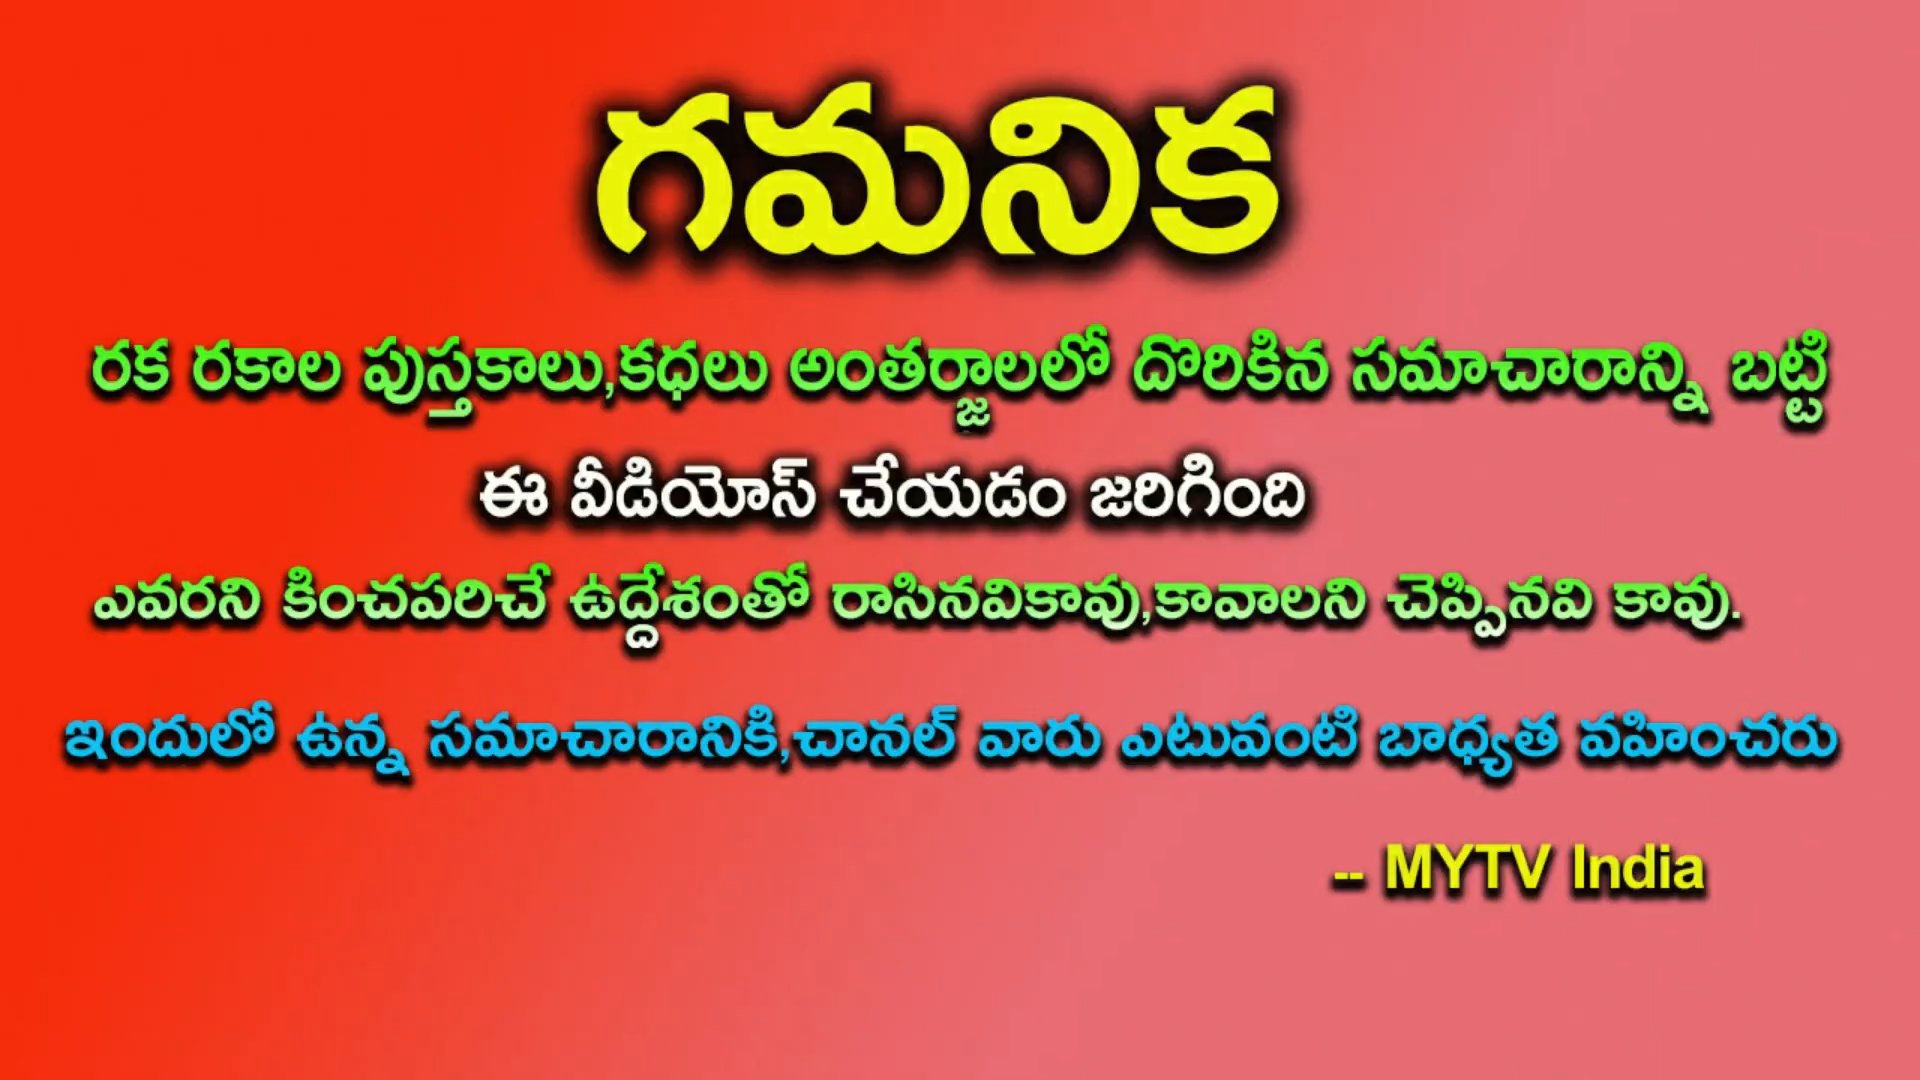 గమనిక
రక రకాల పుస్తకాలు,కధలు అంతర్జాలలో దొరికిన సమాచారాన్ని బట్టి
ఈ వీడియోస్ చేయడం జరిగింది
ఎవరని కించపరిచే ఉద్దేశంతో రాసినవికావు,కావాలని చెప్పినవి కావు.
ఇందులో ఉన్న సమాచారానికి,చానల్ వారు ఎటువంటి బాధ్యత వహించరు
-- MYTV India